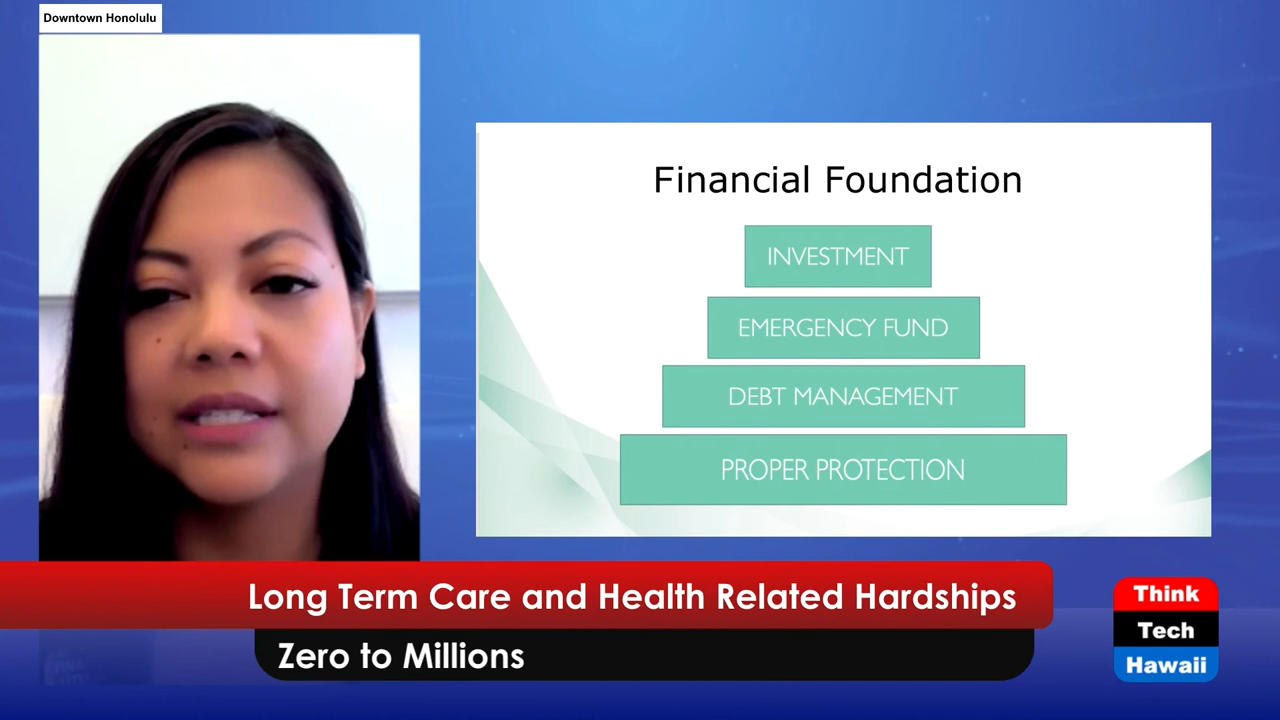 Downtown Honolulu
Financial Foundation
INVESTMENT
EMERGENCY FUND
DEBT MANAGEMENT
PROPER PROTECTION
Long Term Care and Health Related Hardships
Zero to Millions
Think
Tech
Hawaii